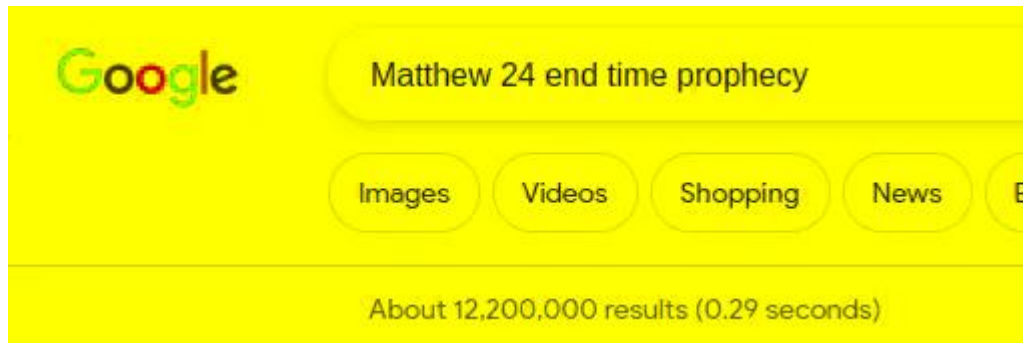 Google Matthew 24 end time prophecy
Images Videos Shopping News
About 12,200,000 results (0.29 seconds)